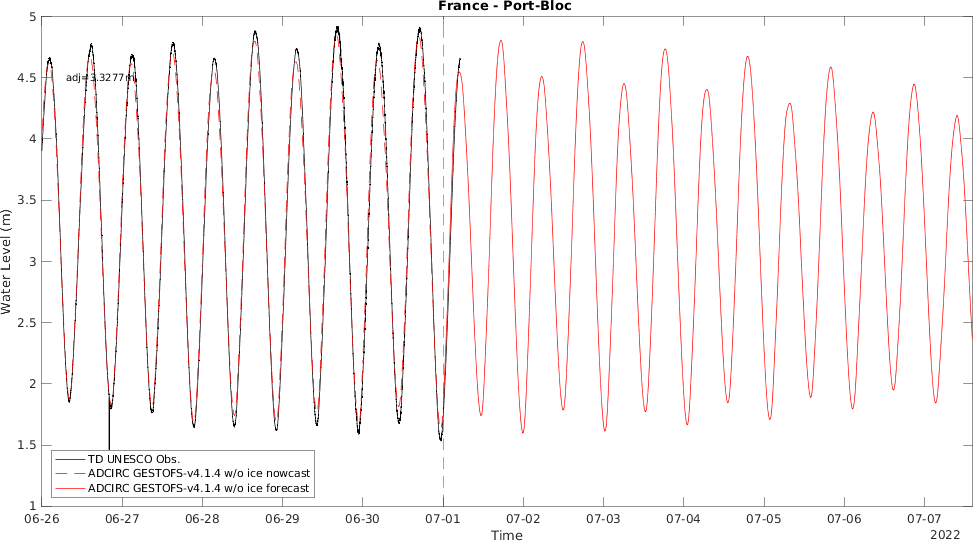 France - Port-Bloc
5
4.5
4
3.5
3
2.5
2
1.5
1
Water Level (m)
adj=3.3277m
TD UNESCO Obs.
ADCIRC GESTOFS-v4.1.4 w/o ice nowcast
ADCIRC GESTOFS-v4.1.4 w/o ice forecast
06-26 06-27 06-28 06-29 06-30 07-01 07-02 07-03 07-04 07-05 07-06 07-07
Time
2022